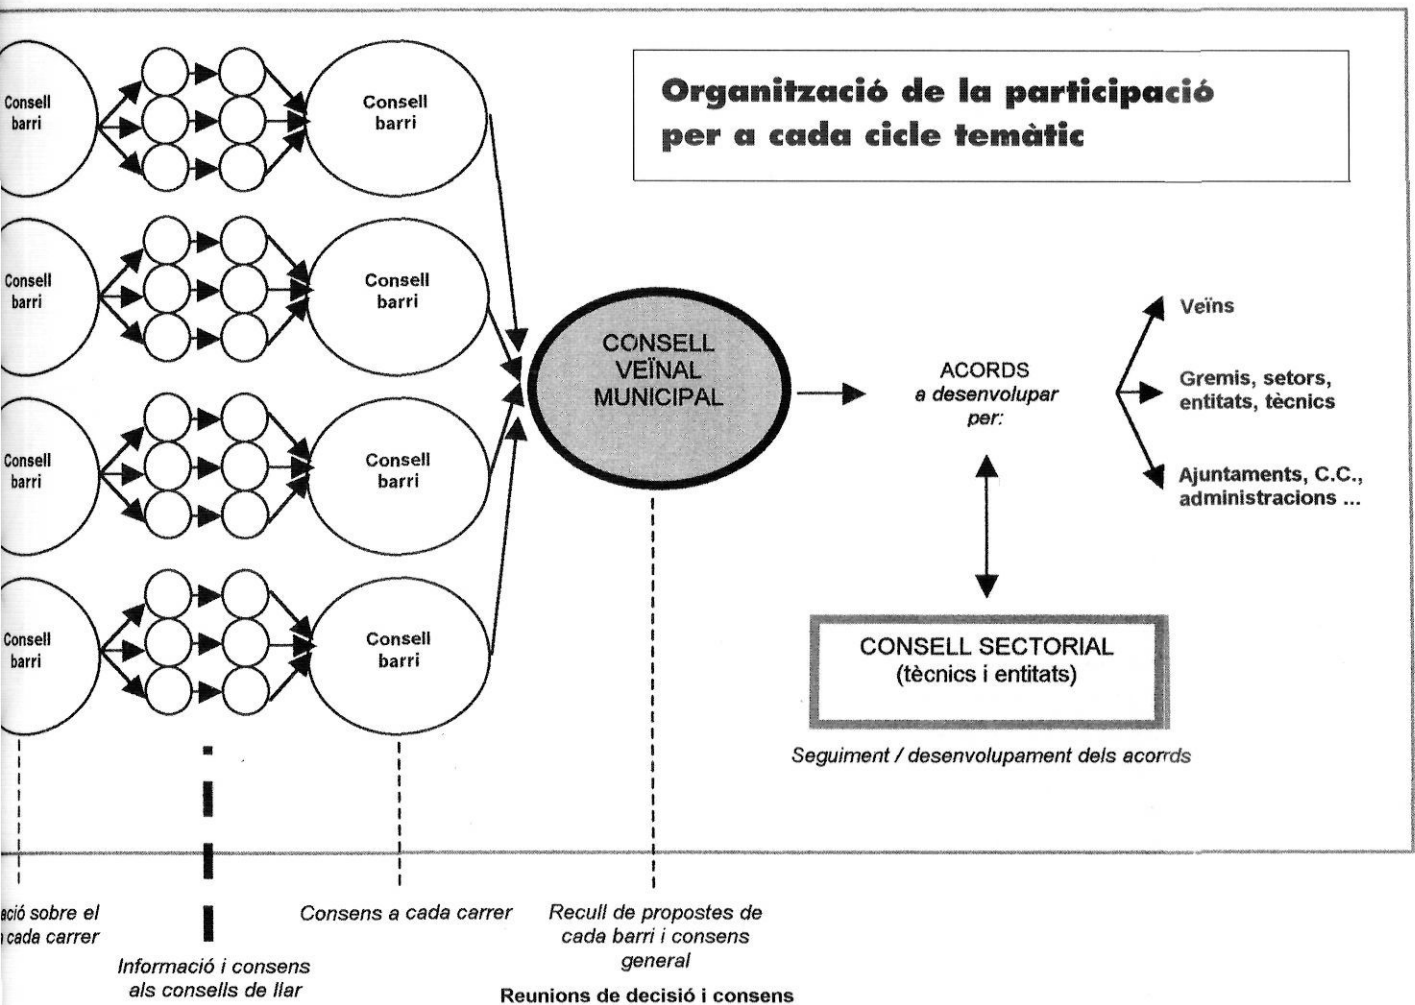 Organització de la participació
per a cada cicle temàtic
Consell
barri
Consell
barri
Consell
barri
Consell
barri
Consell
barri
Consell
barri
Consell
barri
Consell
barri
CONSELL
VEÏNAL
MUNICIPAL
ACORDS
a desenvolupar
per:
Veïns
Gremis, setors,
entitats, tècnics
Ajuntaments, C.C.,
administracions ...
CONSELL SECTORIAL
(tècnics i entitats)
Seguiment / desenvolupament dels acorrds
sobre el
cada carrer
Informació i consens
als consells de llar
Consens a cada carrer
Recull de propostes de
cada barri i consens
general
Reunions de decisió i consens